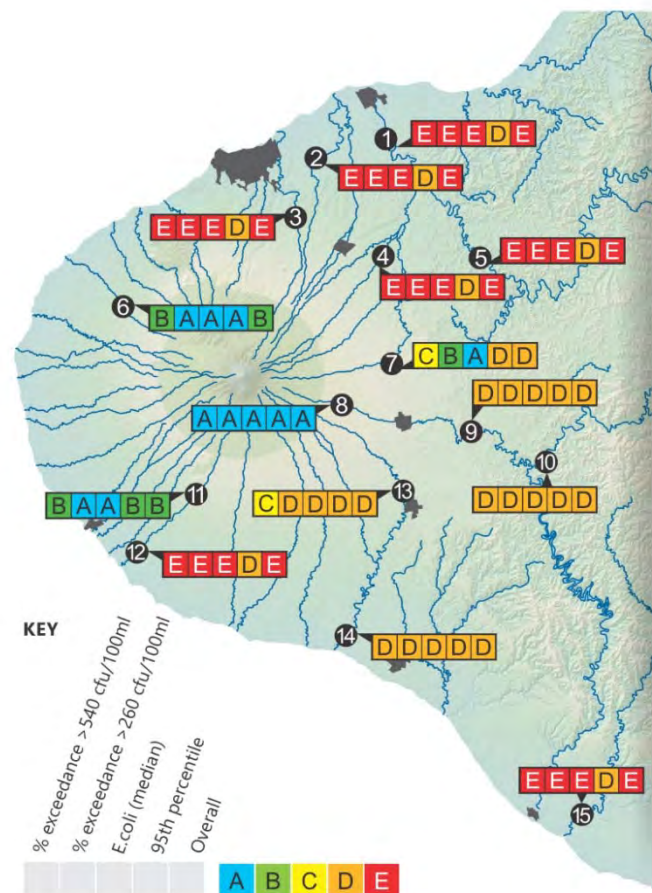 1 E E E D E
2 E E E D E
3 E E E D E
4 E E E D E
5 E E E D E
6 B A A A B
7 C B A D D
8 A A A A A
9 D D D D D
10 D D D D D
11 B A A B B
12 E E E D E
13 C D D D D
14 D D D D D
15 E E E D E
KEY
% exceedance >540 cfu/100ml
% exceedance >260 cfu/100ml
E.coli (median)
95th percentile
Overall
A B C D E